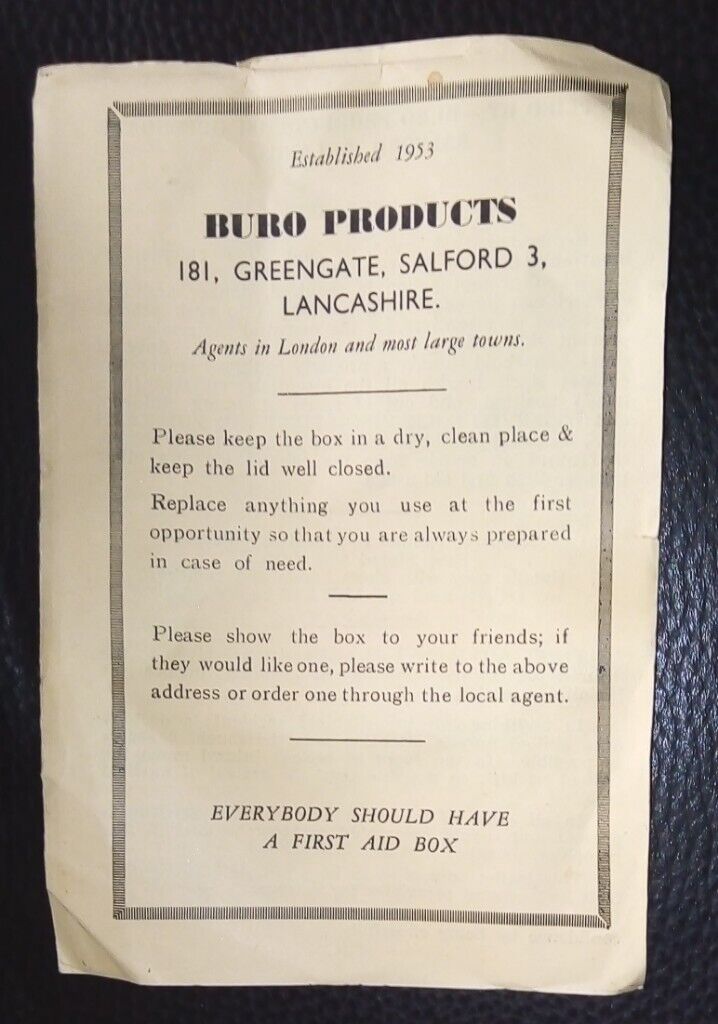 Established 1953
BURO PRODUCTS
181, GREENGATE, SALFORD 3,
LANCASHIRE.
Agents in London and most large towns.
Please keep the box in a dry, clean place &
keep the lid well closed.
Replace anything you use at the first
opportunity so that you are always prepared
in case of need.
Please show the box to your friends; if
they would like one, please write to the above
address or order one through the local agent.
EVERYBODY SHOULD HAVE
A FIRST AID BOX